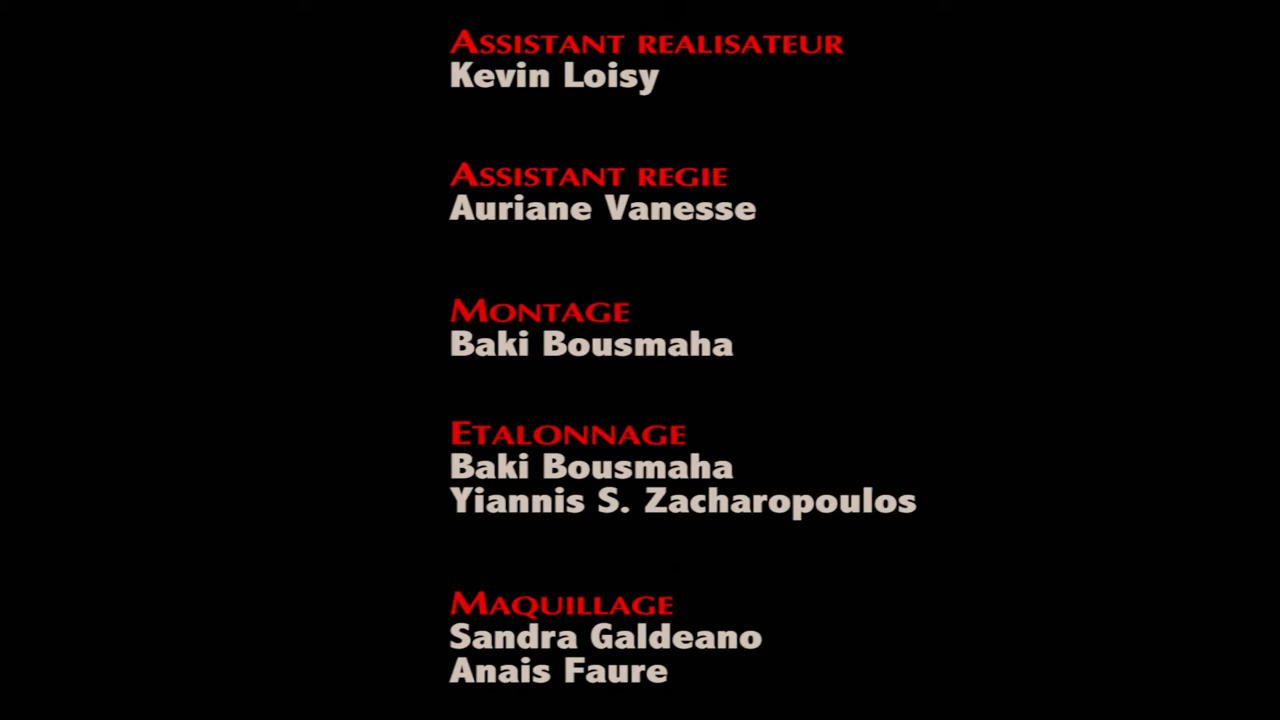 ASSISTANT REALISATEUR
Kevin Loisy
ASSISTANT REGIE
Auriane Vanesse
MONTAGE
Baki Bousmaha
ETALONNAGE
Baki Bousmaha
Yiannis S. Zacharopoulos
MAQUILLAGE
Sandra Galdeano
Anais Faure